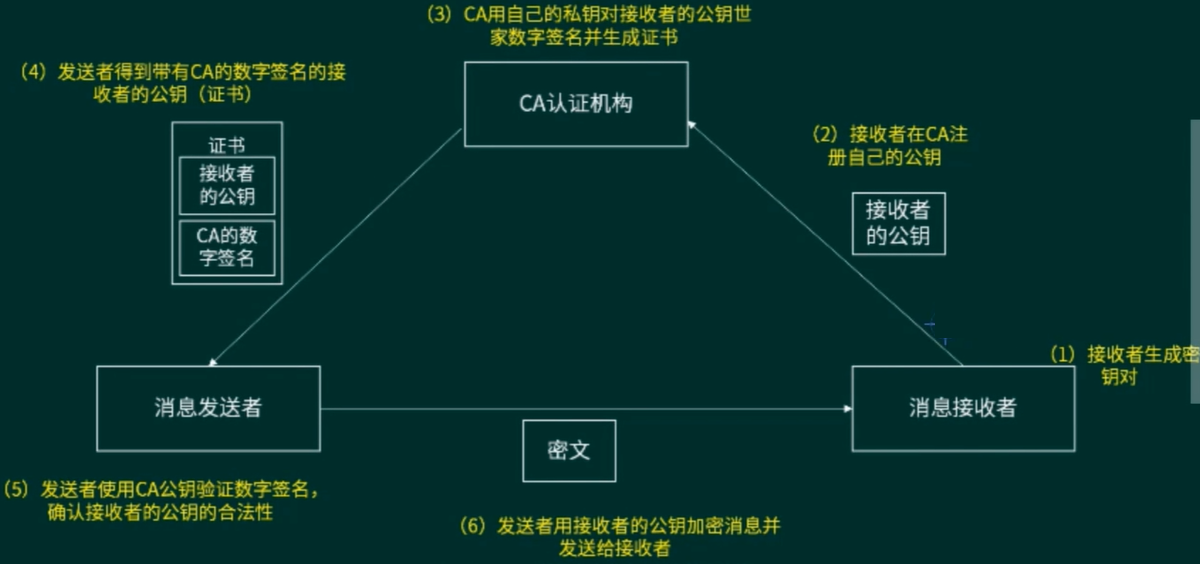 （3）CA用自己的私钥对接收者的公钥世
家数字签名并生成证书
（4）发送者得到带有CA的数字签名的接
收者的公钥（证书）
CA认证机构
（2）接收者在CA注
册自己的公钥
证书
接收者
的公钥
CA的数
字签名
接收者
的公钥
（1）接收者生成密
钥对
消息发送者
消息接收者
密文
（5）发送者使用CA公钥验证数字签名，
确认接收者的公钥的合法性
（6）发送者用接收者的公钥加密消息并
发送给接收者